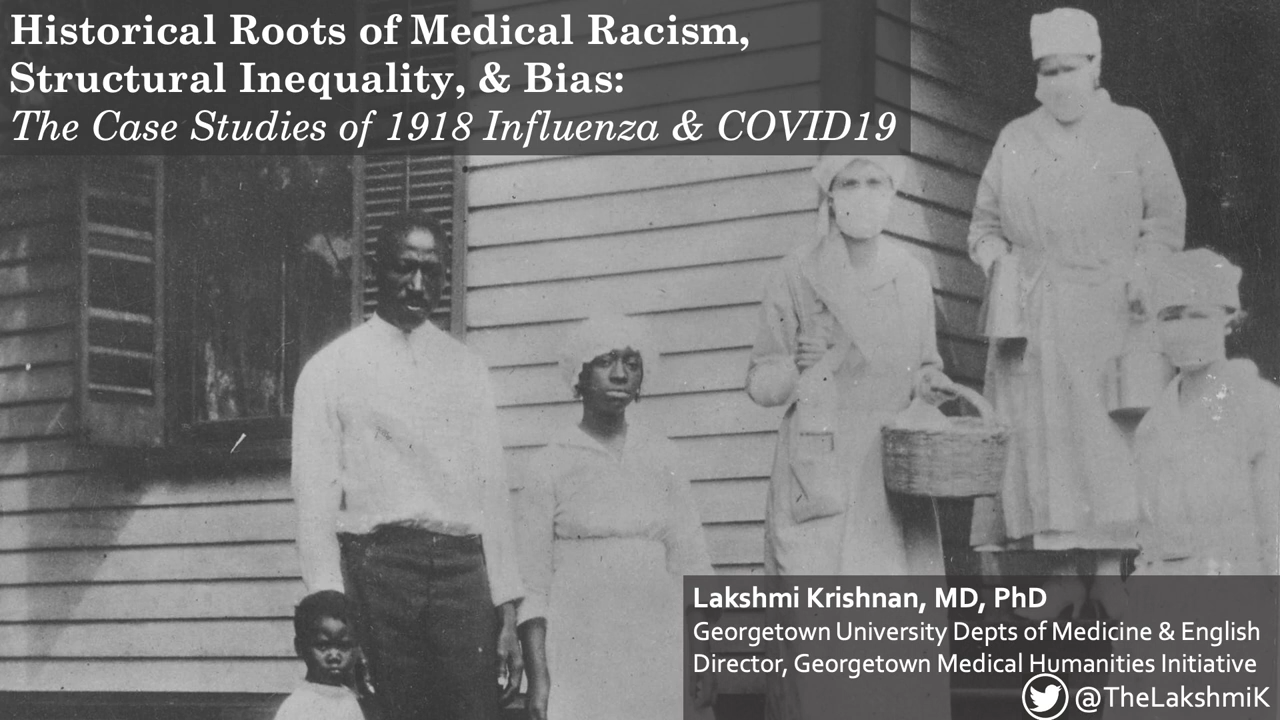 Historical Roots of Medical Racism,
Structural Inequality, & Bias:
The Case Studies of 1918 Influenza & COVID19
Lakshmi Krishnan, MD, PhD
Georgetown University Depts of Medicine & English
Director, Georgetown Medical Humanities Initiative
@TheLakshmiK